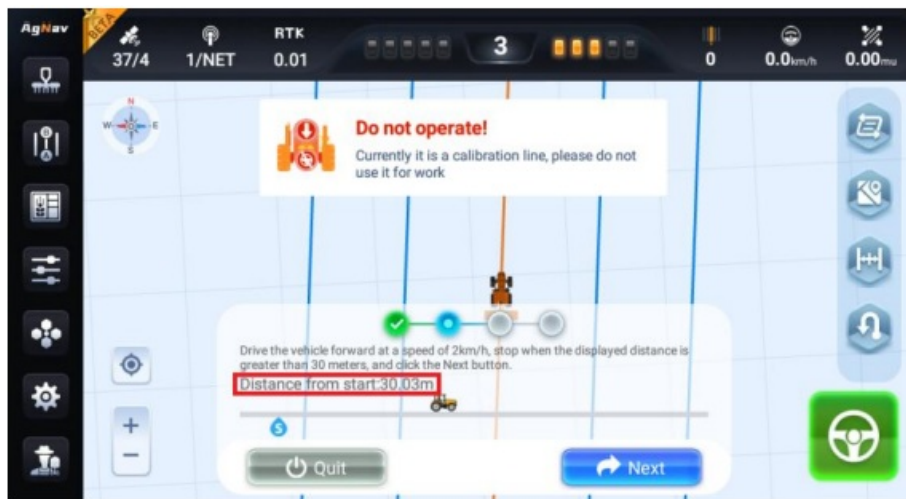 AgNav
BETA
37/4
1/NET
RTK
0.01
3
0
0.0km/h
0.00mu
N
W
E
S
Do not operate!
Currently it is a calibration line, please do not
use it for work
Drive the vehicle forward at a speed of 2km/h, stop when the displayed distance is
greater than 30 meters, and click the Next button.
Distance from start:30.03m
S
Quit
Next